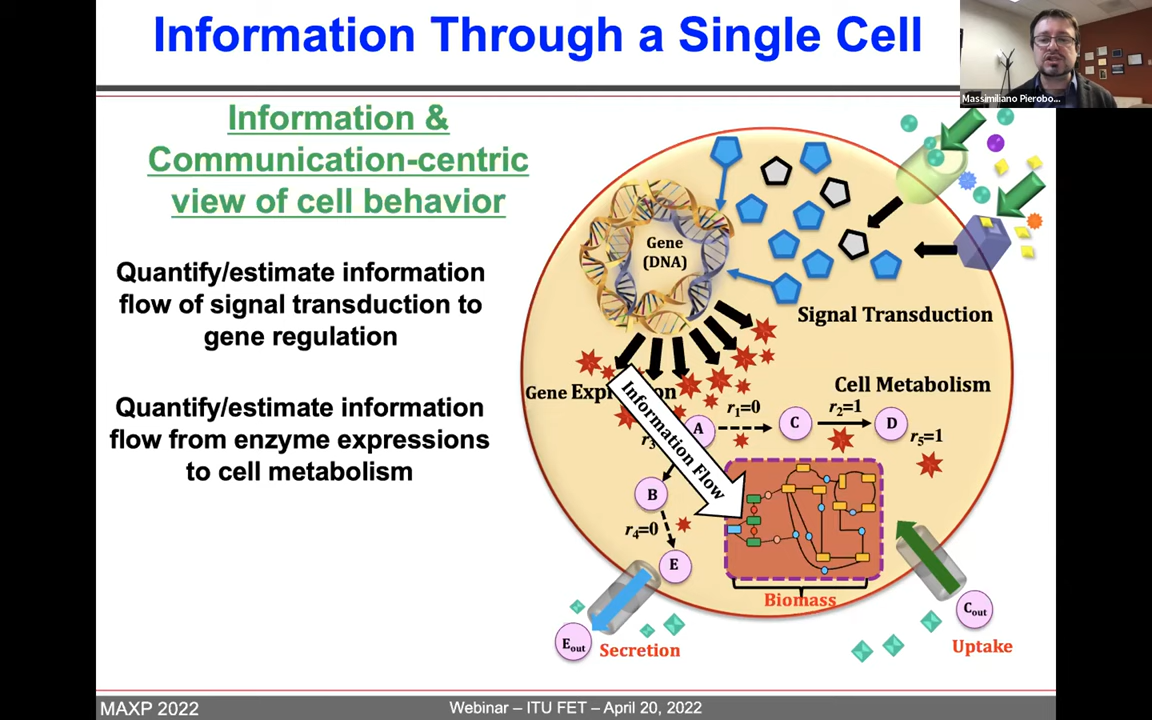 Information Through a Single Cell
Massimiliano Pierobo...
Information &
Communication-centric
view of cell behavior
Quantify/estimate information
flow of signal transduction to
gene regulation
Quantify/estimate information
flow from enzyme expressions
to cell metabolism
Gene
(DNA)
Signal Transduction
Gene Exp on
Cell Metabolism
Information Flow
A
r1=0
C
r2=1
D
r5=1
r3
B
r4=0
E
Biomass
Eout
Secretion
Cout
Uptake
MAXP 2022
Webinar – ITU FET – April 20, 2022